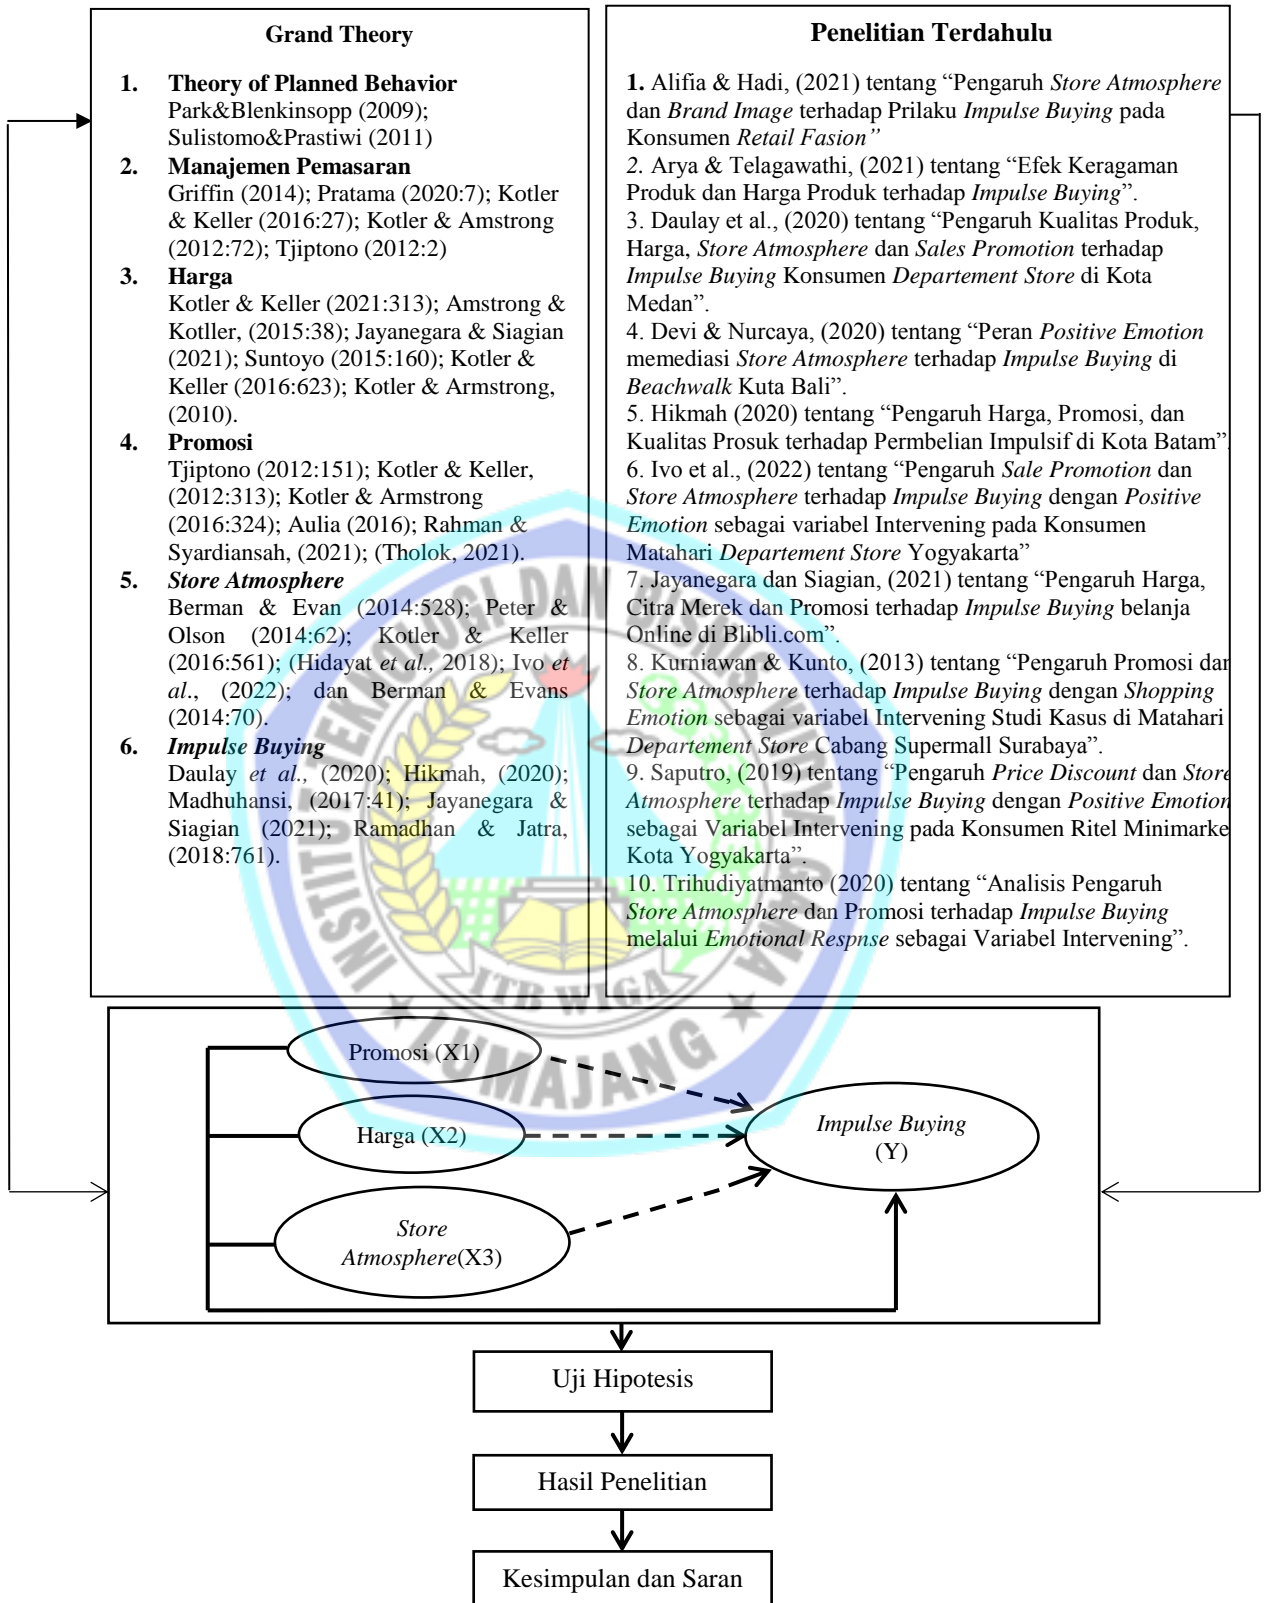 Grand Theory
1. Theory of Planned Behavior
Park&Blenkinsopp (2009);
Sulistomo&Prastiwi (2011)
2. Manajemen Pemasaran
Griffin (2014); Pratama (2020:7); Kotler
& Keller (2016:27); Kotler & Amstrong
(2012:72); Tjiptono (2012:2)
3. Harga
Kotler & Keller (2021:313); Amstrong &
Kotller, (2015:38); Jayanegara & Siagian
(2021); Suntoyo (2015:160); Kotler &
Keller (2016:623); Kotler & Armstrong,
(2010).
4. Promosi
Tjiptono (2012:151); Kotler & Keller,
(2012:313); Kotler & Armstrong
(2016:324); Aulia (2016); Rahman &
Syardiansah, (2021); (Tholok, 2021).
5. Store Atmosphere
Berman & Evan (2014:528); Peter &
Olson (2014:62); Kotler & Keller
(2016:561); (Hidayat et al., 2018); Ivo et
al., (2022); dan Berman & Evans
(2014:70).
6. Impulse Buying
Daulay et al., (2020); Hikmah, (2020);
Madhuhansi, (2017:41); Jayanegara &
Siagian (2021); Ramadhan & Jatra,
(2018:761).
Penelitian Terdahulu
1. Alifia & Hadi, (2021) tentang “Pengaruh Store Atmosphere
dan Brand Image terhadap Prilaku Impulse Buying pada
Konsumen Retail Fasion”
2. Arya & Telagawathi, (2021) tentang “Efek Keragaman
Produk dan Harga Produk terhadap Impulse Buying”.
3. Daulay et al., (2020) tentang “Pengaruh Kualitas Produk,
Harga, Store Atmosphere dan Sales Promotion terhadap
Impulse Buying Konsumen Departement Store di Kota
Medan”.
4. Devi & Nurcaya, (2020) tentang “Peran Positive Emotion
memediasi Store Atmosphere terhadap Impulse Buying di
Beachwalk Kuta Bali”.
5. Hikmah (2020) tentang “Pengaruh Harga, Promosi, dan
Kualitas Prosuk terhadap Permbelian Impulsif di Kota Batam”
6. Ivo et al., (2022) tentang “Pengaruh Sale Promotion dan
Store Atmosphere terhadap Impulse Buying dengan Positive
Emotion sebagai variabel Intervening pada Konsumen
Matahari Departement Store Yogyakarta”
7. Jayanegara dan Siagian, (2021) tentang “Pengaruh Harga,
Citra Merek dan Promosi terhadap Impulse Buying belanja
Online di Blibli.com”.
8. Kurniawan & Kunto, (2013) tentang “Pengaruh Promosi dan
Store Atmosphere terhadap Impulse Buying dengan Shopping
Emotion sebagai variabel Intervening Studi Kasus di Matahari
Departement Store Cabang Supermall Surabaya”.
9. Saputro, (2019) tentang “Pengaruh Price Discount dan Store
Atmosphere terhadap Impulse Buying dengan Positive Emotion
sebagai Variabel Intervening pada Konsumen Ritel Minimarke
Kota Yogyakarta”.
10. Trihudiyatmanto (2020) tentang “Analisis Pengaruh
Store Atmosphere dan Promosi terhadap Impulse Buying
melalui Emotional Respnse sebagai Variabel Intervening”.
INSTITUT TEKNOLOGI DAN BISNIS WIDYA GAMA
ITB WIGA
LUMAJANG
Promosi (X1)
Harga (X2)
Store
Atmosphere(X3)
Impulse Buying
(Y)
Uji Hipotesis
Hasil Penelitian
Kesimpulan dan Saran